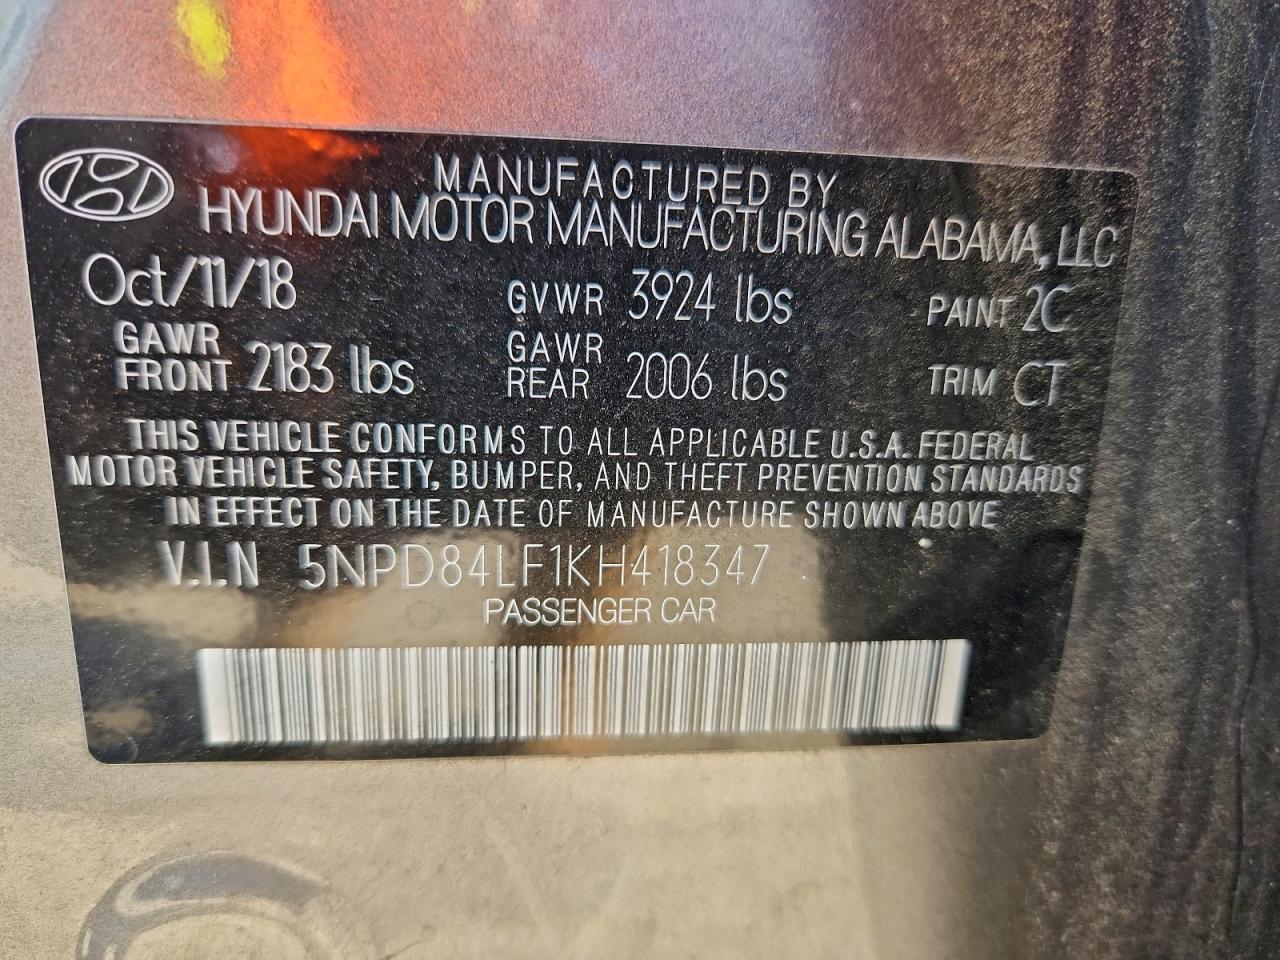 MANUFACTURED BY
HYUNDAI MOTOR MANUFACTURING ALABAMA, LLC
Oct/11/18 GVWR 3924 lbs PAINT 2C
GAWR FRONT 2183 lbs GAWR REAR 2006 lbs TRIM CT
THIS VEHICLE CONFORMS TO ALL APPLICABLE U.S.A. FEDERAL
MOTOR VEHICLE SAFETY, BUMPER, AND THEFT PREVENTION STANDARDS
IN EFFECT ON THE DATE OF MANUFACTURE SHOWN ABOVE
V.I.N 5NPD84LF1KH418347
PASSENGER CAR